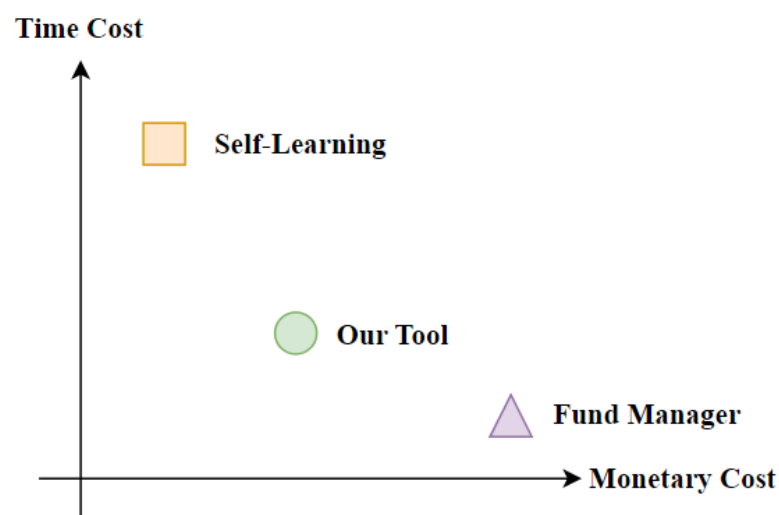 Time Cost
Self-Learning
Our Tool
Fund Manager
Monetary Cost